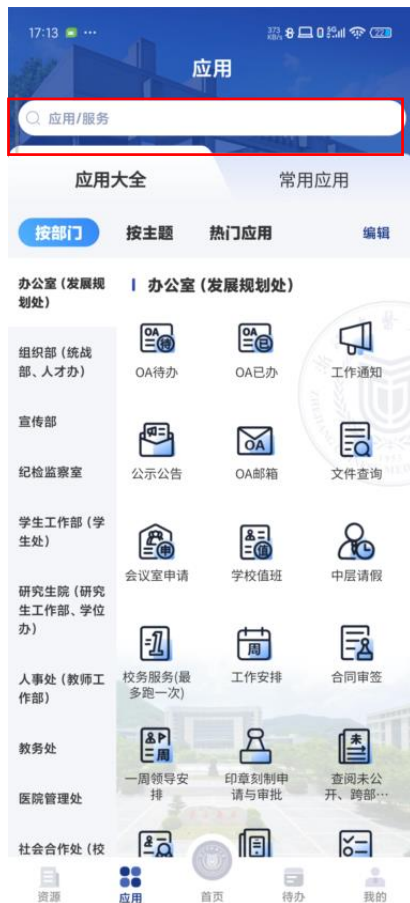 17:13
373 KB/s 5G 22
应用
应用/服务
应用大全
常用应用
按部门
按主题
热门应用
编辑
办公室（发展规
划处）
组织部（统战
部、人才办）
宣传部
纪检监察室
学生工作部（学
生处）
研究生院（研究
生工作部、学位
办）
人事处（教师工
作部）
教务处
医院管理处
社会合作处（校
办公室（发展规划处）
OA待办
OA已办
工作通知
公示公告
OA邮箱
文件查询
会议室申请
学校值班
中层请假
校务服务(最
多跑一次)
工作安排
合同审签
一周领导安
排
印章刻制申
请与审批
查阅未公
开、跨部…
资源
应用
首页
待办
我的